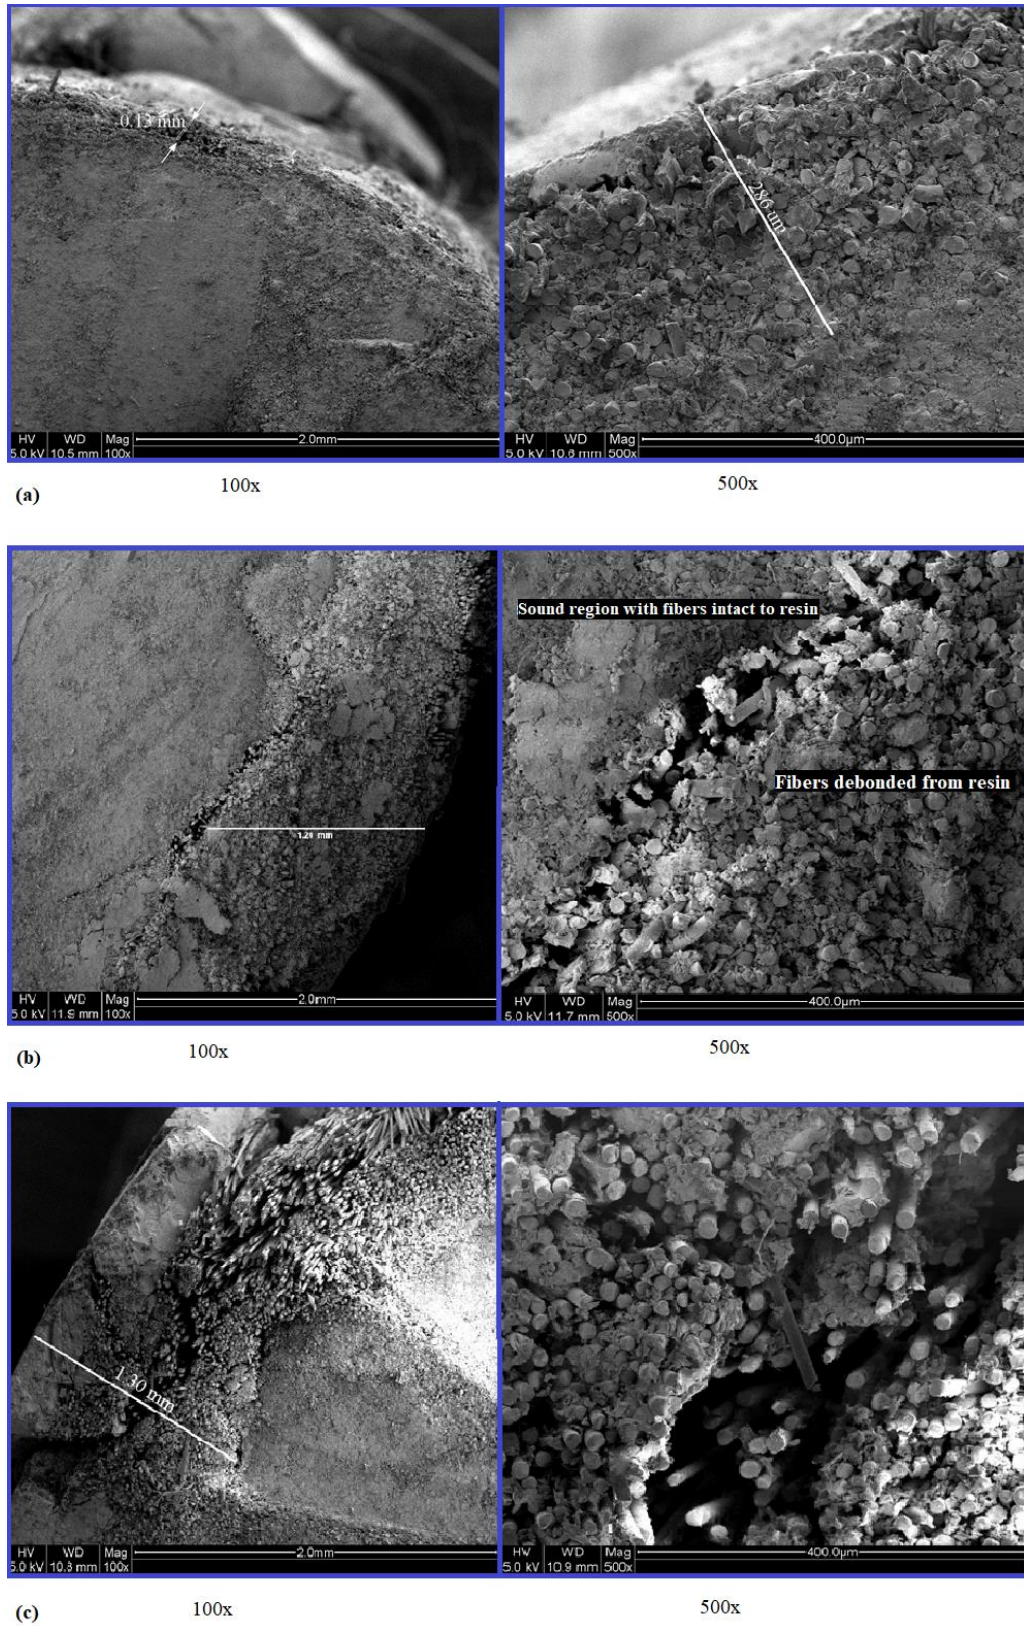 0.13 mm
286 um
HV WD Mag 2.0mm
5.0 kV 10.5 mm 100x
HV WD Mag 400.0µm
5.0 kV 10.6 mm 500x
(a) 100x 500x
Sound region with fibers intact to resin
Fibers debonded from resin
mm
HV WD Mag 2.0mm
5.0 kV 11.9 mm 100x
HV WD Mag 400.0µm
5.0 kV 11.7 mm 500x
(b) 100x 500x
1.30 mm
HV WD Mag 2.0mm
5.0 kV mm 100x
HV WD Mag 400.0µm
5.0 kV 10.9 mm 500x
(c) 100x 500x